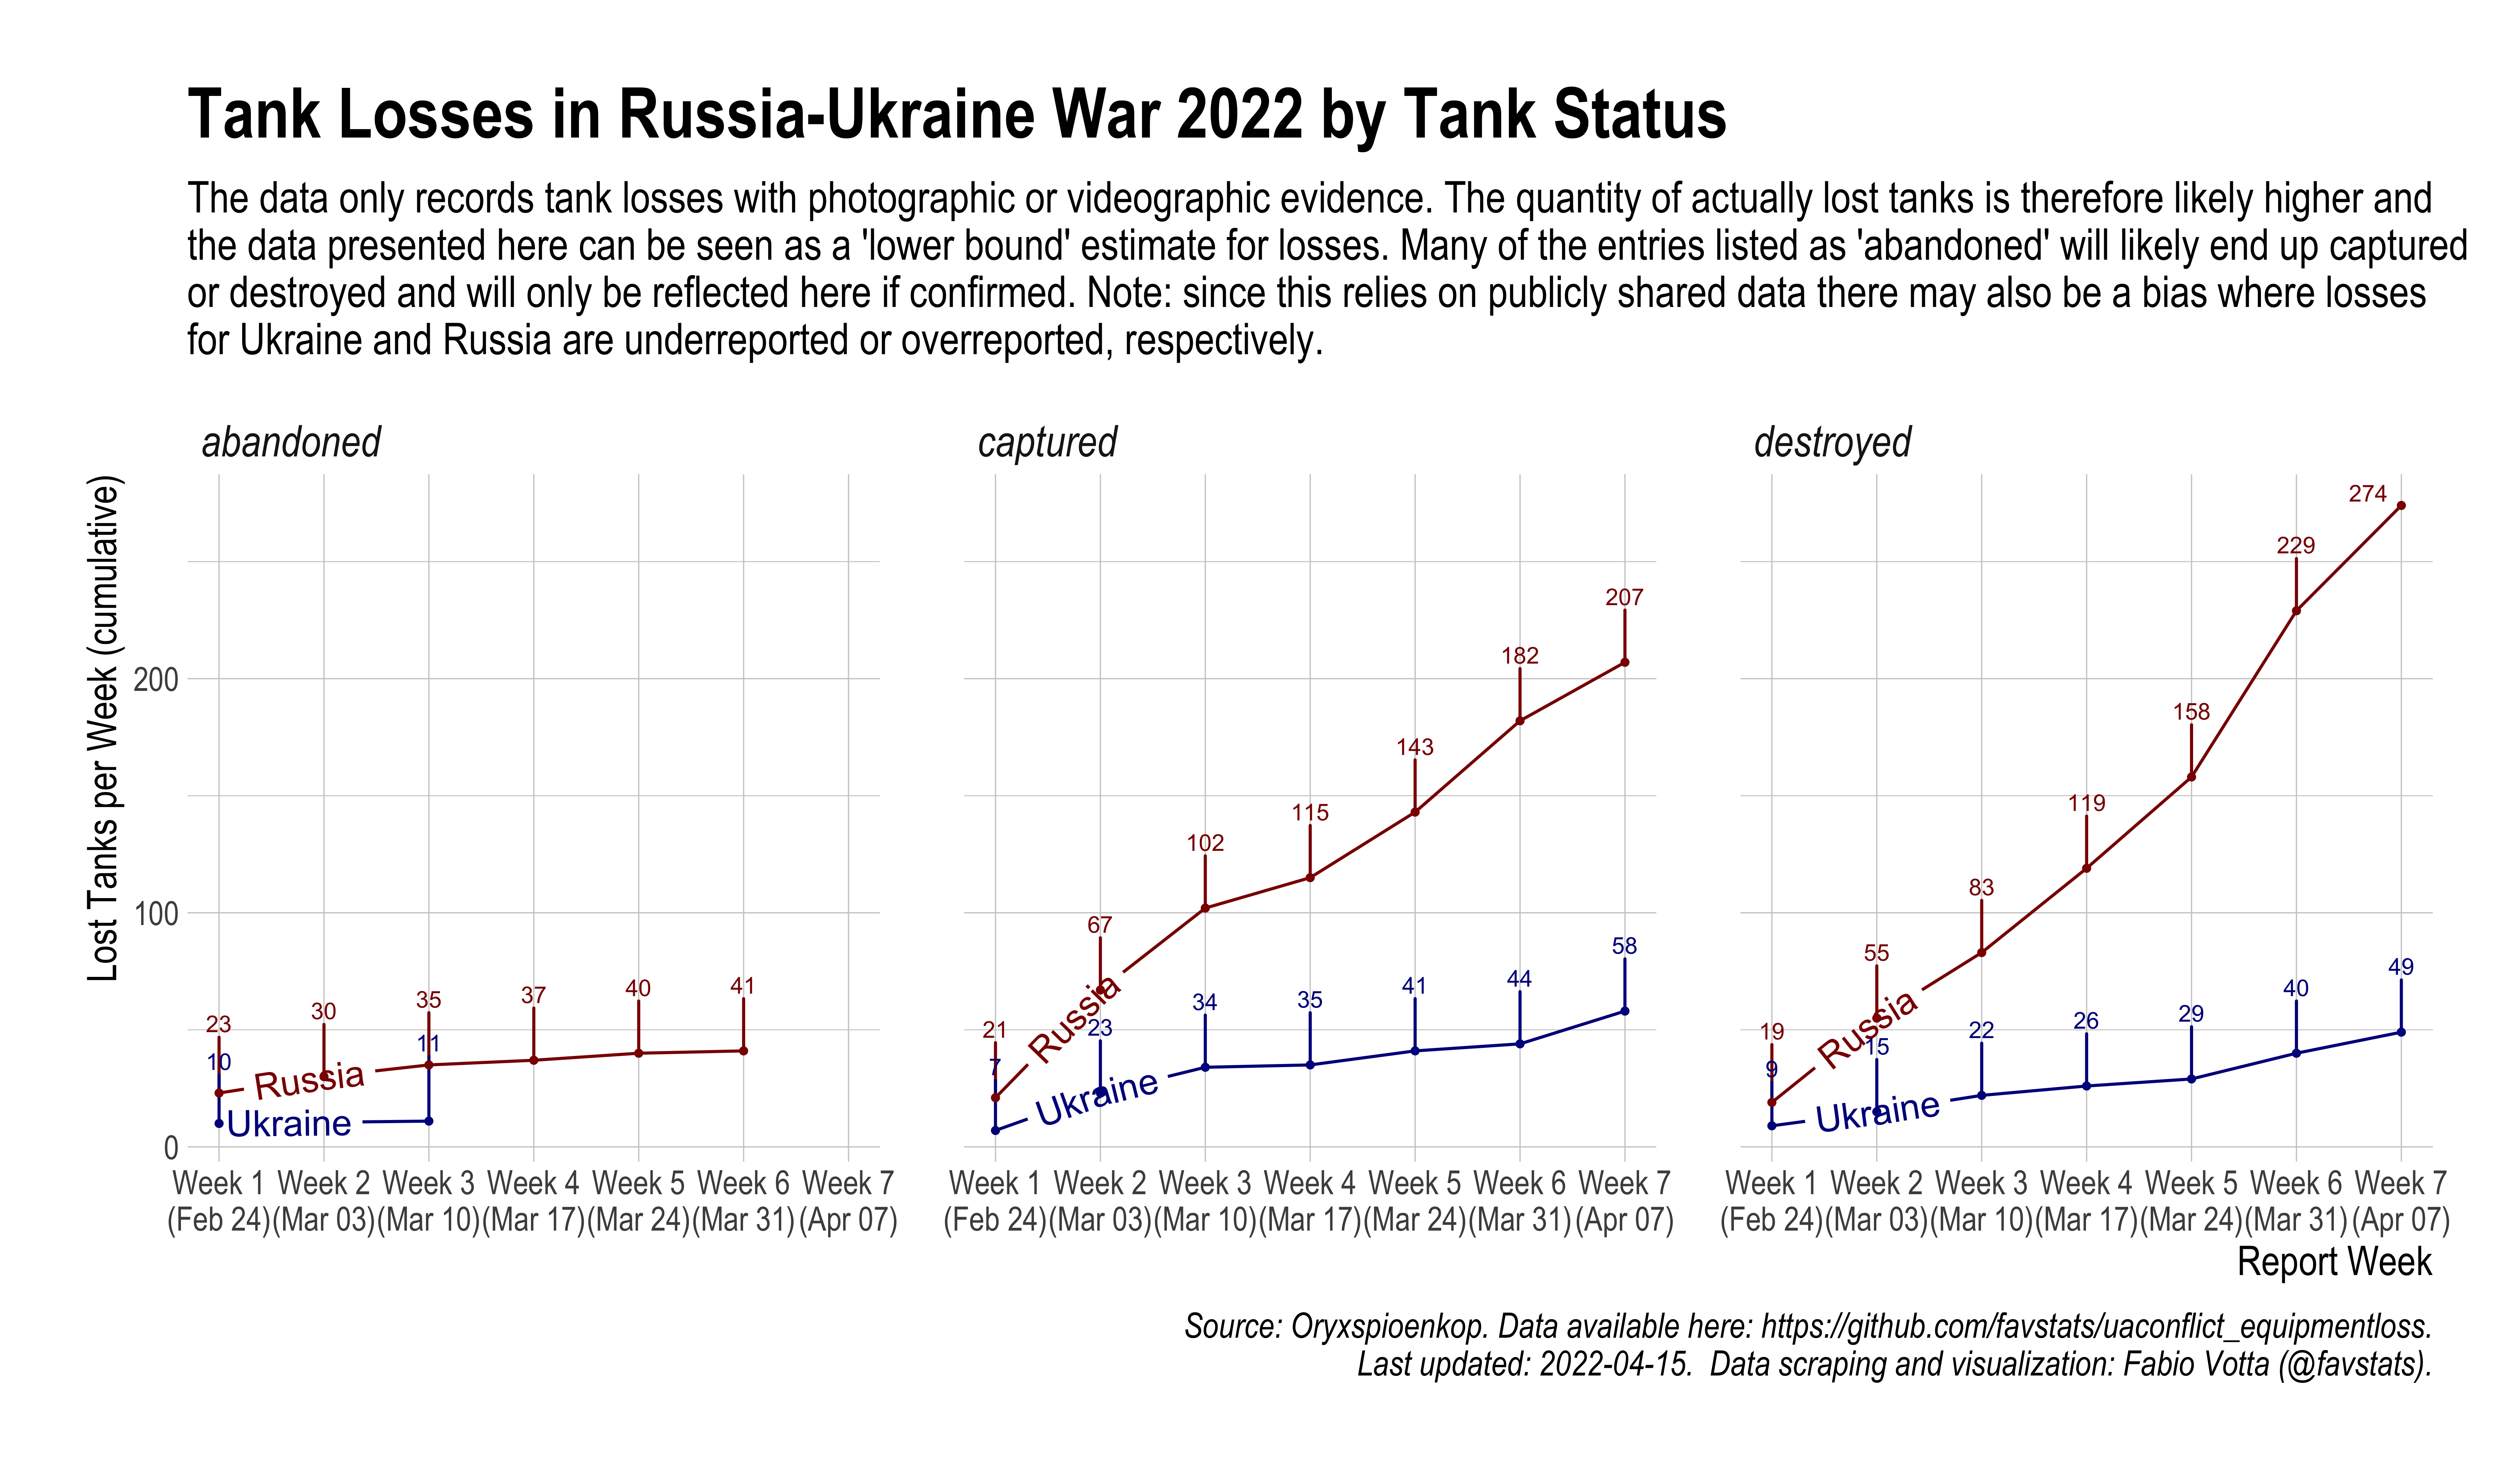 Tank Losses in Russia-Ukraine War 2022 by Tank Status
The data only records tank losses with photographic or videographic evidence. The quantity of actually lost tanks is therefore likely higher and
the data presented here can be seen as a 'lower bound' estimate for losses. Many of the entries listed as 'abandoned' will likely end up captured
or destroyed and will only be reflected here if confirmed. Note: since this relies on publicly shared data there may also be a bias where losses
for Ukraine and Russia are underreported or overreported, respectively.
Lost Tanks per Week (cumulative)
200
100
0
abandoned
23
30
35
37
40
41
Russia
10
11
Ukraine
Week 1 Week 2 Week 3 Week 4 Week 5 Week 6 Week 7
(Feb 24) (Mar 03) (Mar 10) (Mar 17) (Mar 24) (Mar 31) (Apr 07)
captured
21
67
102
115
143
182
207
Russia
7
23
34
35
41
44
58
Ukraine
Week 1 Week 2 Week 3 Week 4 Week 5 Week 6 Week 7
(Feb 24) (Mar 03) (Mar 10) (Mar 17) (Mar 24) (Mar 31) (Apr 07)
destroyed
19
55
83
119
158
229
274
Russia
9
15
22
26
29
40
49
Ukraine
Week 1 Week 2 Week 3 Week 4 Week 5 Week 6 Week 7
(Feb 24) (Mar 03) (Mar 10) (Mar 17) (Mar 24) (Mar 31) (Apr 07)
Report Week
Source: Oryxspioenkop. Data available here: https://github.com/favstats/uaconflict_equipmentloss.
Last updated: 2022-04-15. Data scraping and visualization: Fabio Votta (@favstats).